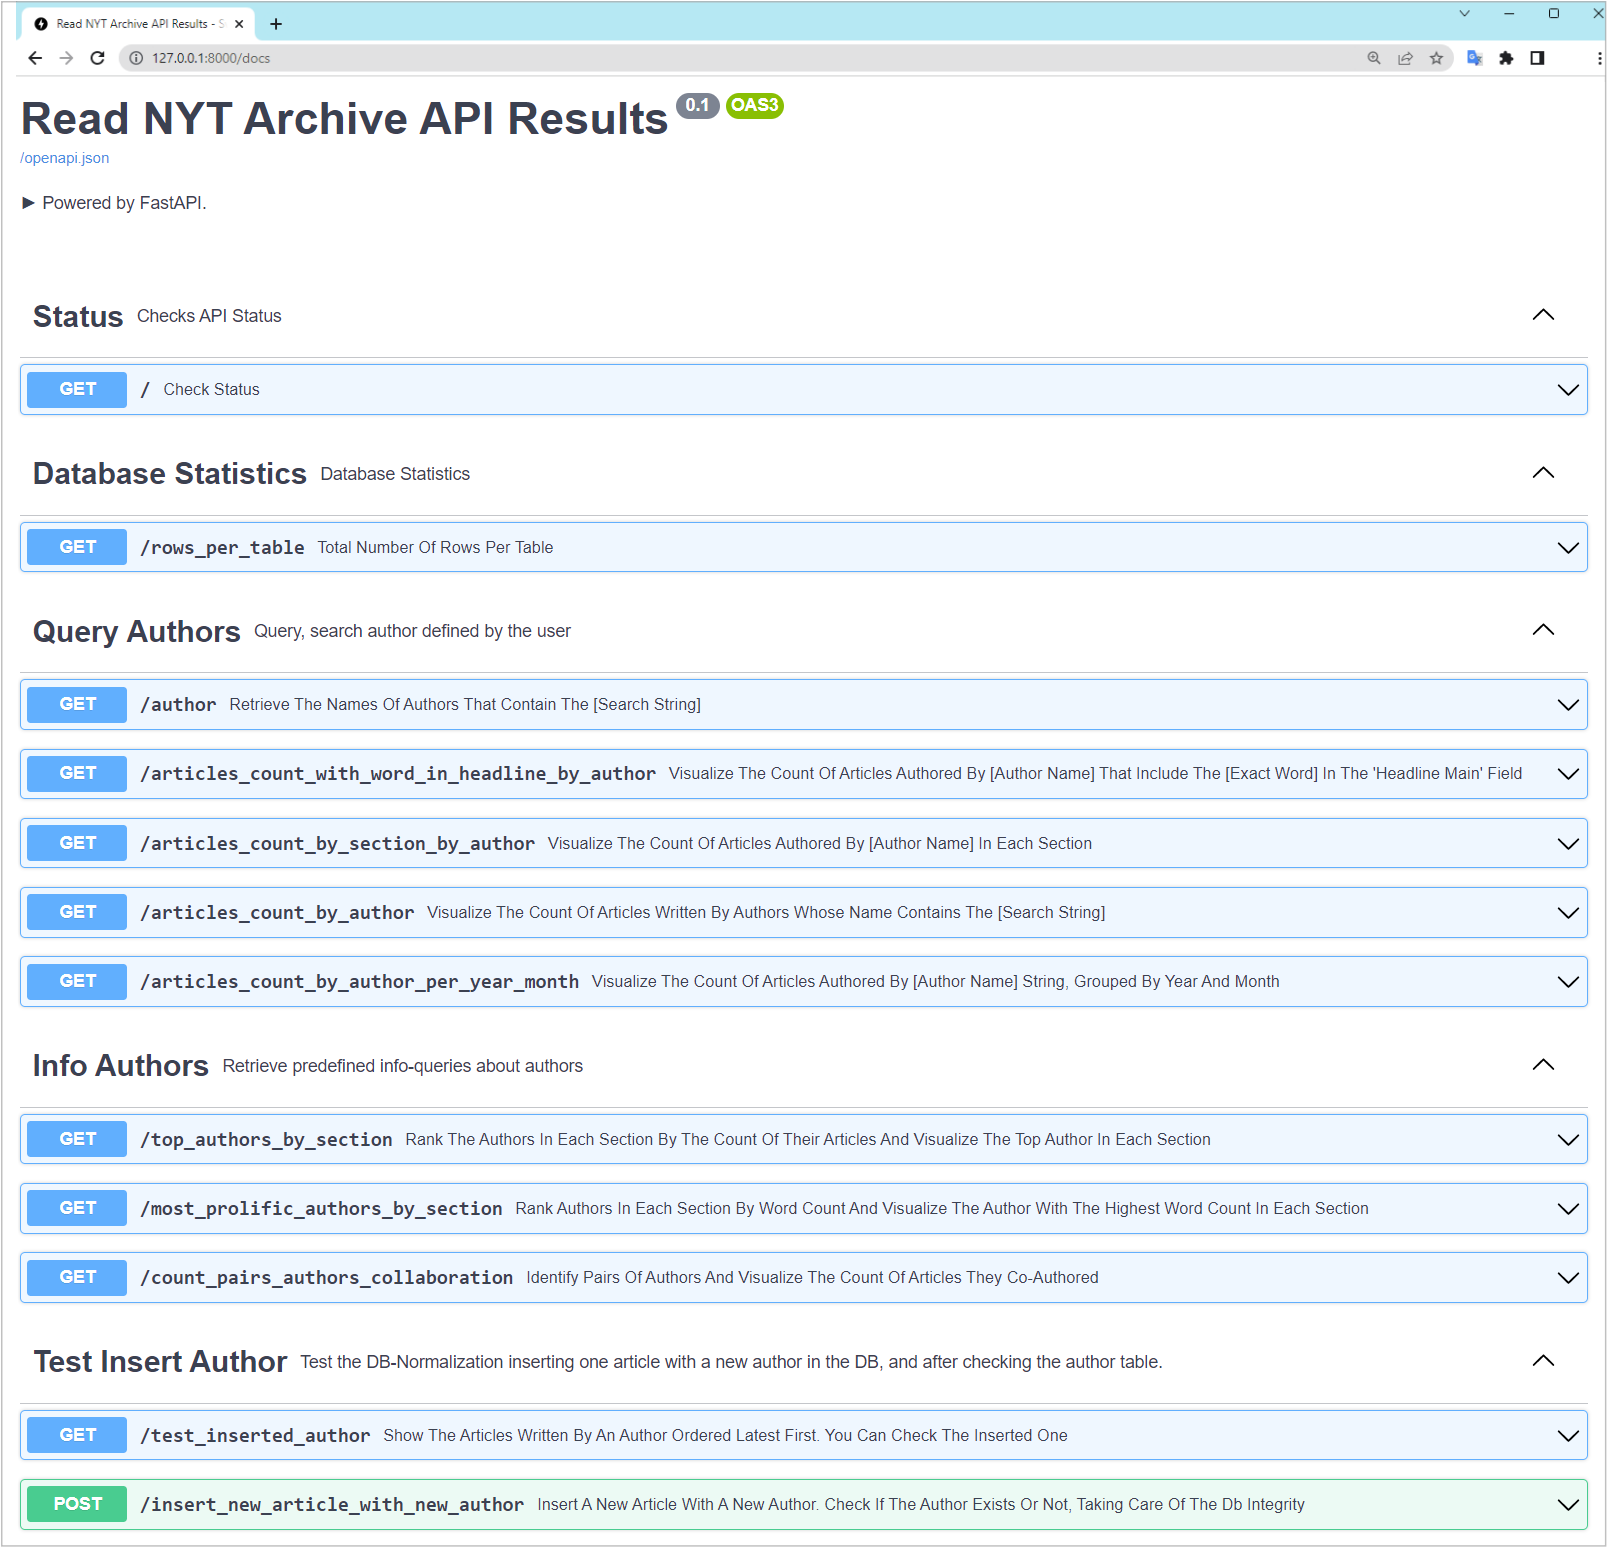 Read NYT Archive API Results - S
127.0.0.1:8000/docs
Read NYT Archive API Results 0.1 OAS3
/openapi.json
Powered by FastAPI.
Status Checks API Status
GET / Check Status
Database Statistics Database Statistics
GET /rows_per_table Total Number Of Rows Per Table
Query Authors Query, search author defined by the user
GET /author Retrieve The Names Of Authors That Contain The [Search String]
GET /articles_count_with_word_in_headline_by_author Visualize The Count Of Articles Authored By [Author Name] That Include The [Exact Word] In The 'Headline Main' Field
GET /articles_count_by_section_by_author Visualize The Count Of Articles Authored By [Author Name] In Each Section
GET /articles_count_by_author Visualize The Count Of Articles Written By Authors Whose Name Contains The [Search String]
GET /articles_count_by_author_per_year_month Visualize The Count Of Articles Authored By [Author Name] String, Grouped By Year And Month
Info Authors Retrieve predefined info-queries about authors
GET /top_authors_by_section Rank The Authors In Each Section By The Count Of Their Articles And Visualize The Top Author In Each Section
GET /most_prolific_authors_by_section Rank Authors In Each Section By Word Count And Visualize The Author With The Highest Word Count In Each Section
GET /count_pairs_authors_collaboration Identify Pairs Of Authors And Visualize The Count Of Articles They Co-Authored
Test Insert Author Test the DB-Normalization inserting one article with a new author in the DB, and after checking the author table.
GET /test_inserted_author Show The Articles Written By An Author Ordered Latest First. You Can Check The Inserted One
POST /insert_new_article_with_new_author Insert A New Article With A New Author. Check If The Author Exists Or Not, Taking Care Of The Db Integrity